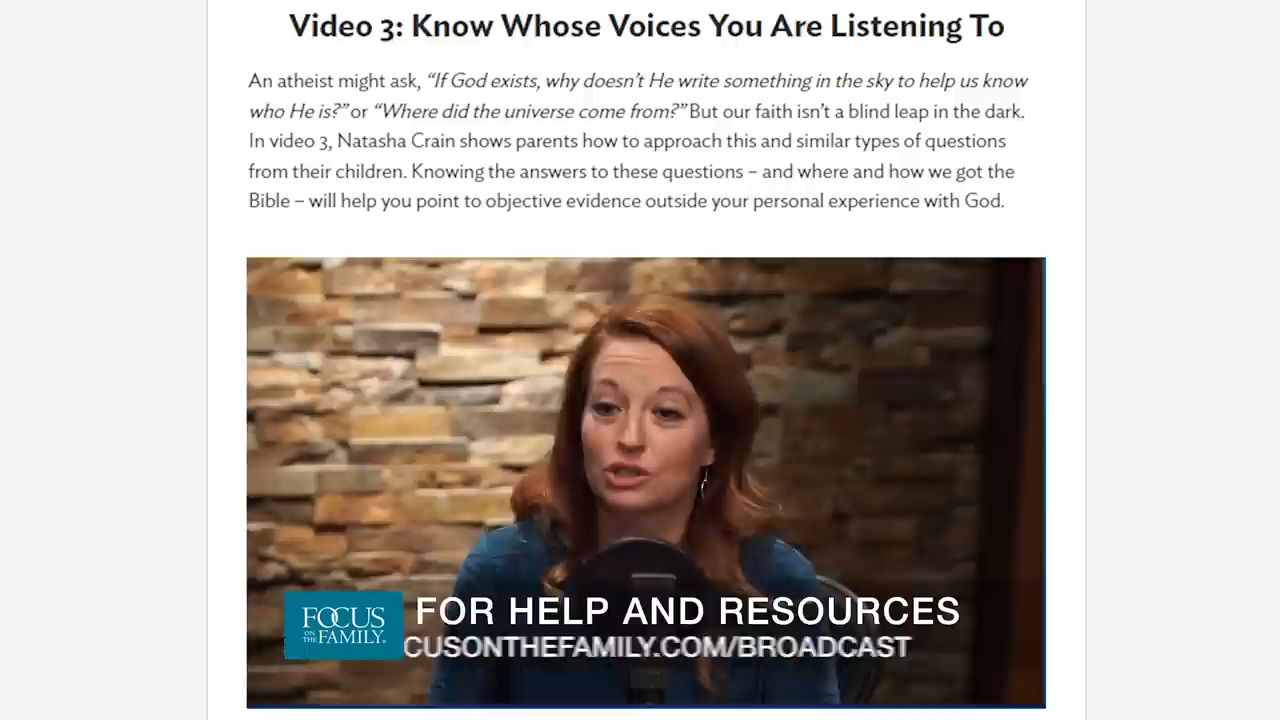 Video 3: Know Whose Voices You Are Listening To
An atheist might ask, “If God exists, why doesn’t He write something in the sky to help us know
who He is?” or “Where did the universe come from?” But our faith isn’t a blind leap in the dark.
In video 3, Natasha Crain shows parents how to approach this and similar types of questions
from their children. Knowing the answers to these questions – and where and how we got the
Bible – will help you point to objective evidence outside your personal experience with God.
FOCUS
ON THE FAMILY
FOR HELP AND RESOURCES
CUSONTHEFAMILY.COM/BROADCAST